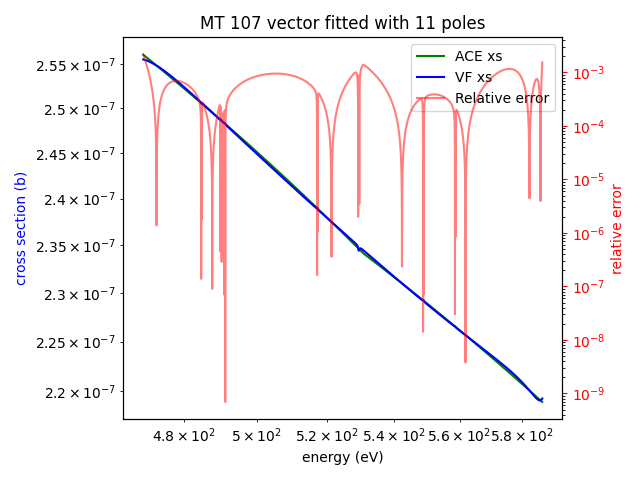 MT 107 vector fitted with 11 poles
ACE xs
VF xs
Relative error
cross section (b)
2.55 × 10⁻⁷
2.5 × 10⁻⁷
2.45 × 10⁻⁷
2.4 × 10⁻⁷
2.35 × 10⁻⁷
2.3 × 10⁻⁷
2.25 × 10⁻⁷
2.2 × 10⁻⁷
10⁻³
10⁻⁴
10⁻⁵
10⁻⁶
10⁻⁷
10⁻⁸
10⁻⁹
relative error
4.8 × 10² 5 × 10² 5.2 × 10² 5.4 × 10² 5.6 × 10² 5.8 × 10²
energy (eV)